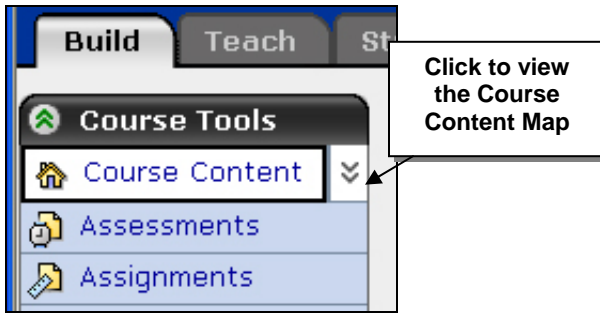 Build Teach
Click to view
the Course
Content Map
Course Tools
Course Content
Assessments
Assignments